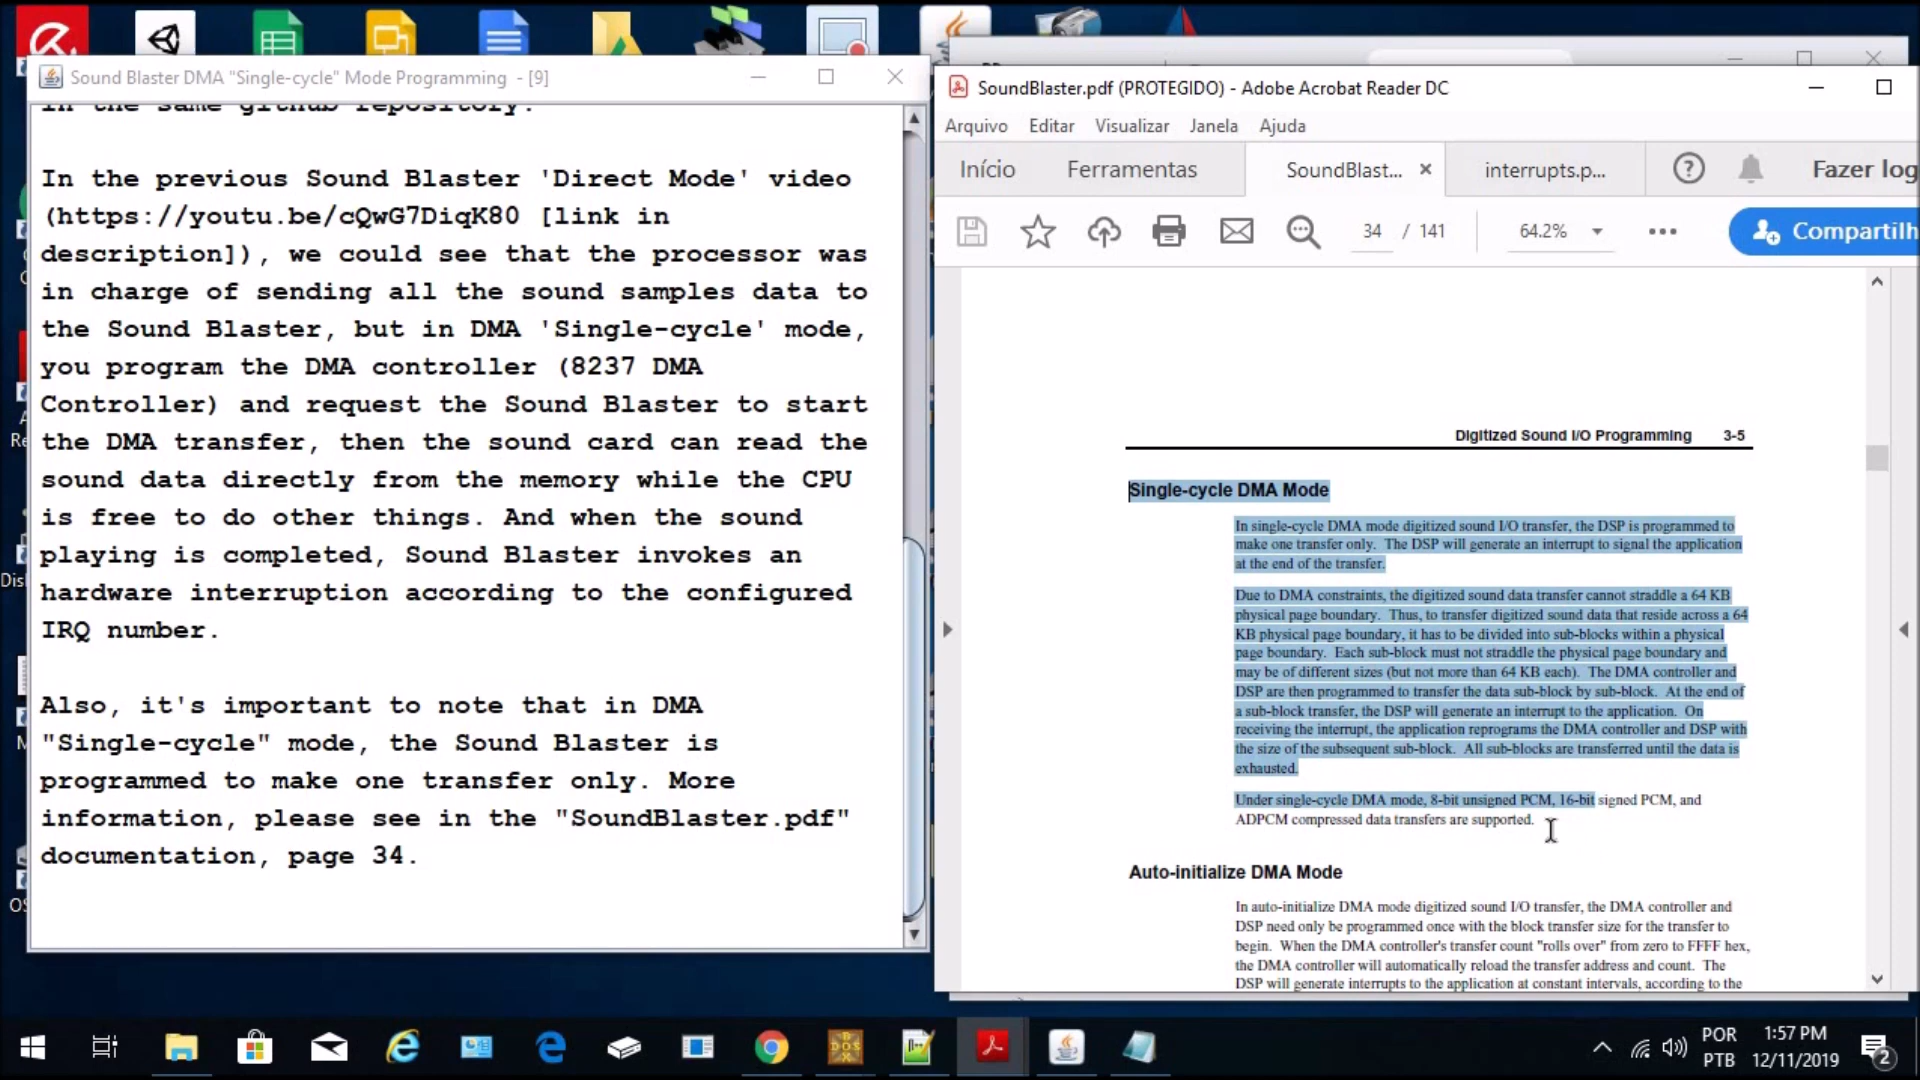 Sound Blaster DMA "Single-cycle" Mode Programming - [9]
in the same github repository.
In the previous Sound Blaster 'Direct Mode' video
(https://youtu.be/cQwG7DiqK80 [link in
description]), we could see that the processor was
in charge of sending all the sound samples data to
the Sound Blaster, but in DMA 'Single-cycle' mode,
you program the DMA controller (8237 DMA
Controller) and request the Sound Blaster to start
the DMA transfer, then the sound card can read the
sound data directly from the memory while the CPU
is free to do other things. And when the sound
playing is completed, Sound Blaster invokes an
hardware interruption according to the configured
IRQ number.
Also, it's important to note that in DMA
"Single-cycle" mode, the Sound Blaster is
programmed to make one transfer only. More
information, please see in the "SoundBlaster.pdf"
documentation, page 34.
SoundBlaster.pdf (PROTEGIDO) - Adobe Acrobat Reader DC
Arquivo Editar Visualizar Janela Ajuda
Início Ferramentas SoundBlast... interrupts.p... Fazer log
34 / 141 64.2% Compartilh
Digitized Sound I/O Programming 3-5
Single-cycle DMA Mode
In single-cycle DMA mode digitized sound I/O transfer, the DSP is programmed to
make one transfer only. The DSP will generate an interrupt to signal the application
at the end of the transfer.
Due to DMA constraints, the digitized sound data transfer cannot straddle a 64 KB
physical page boundary. Thus, to transfer digitized sound data that reside across a 64
KB physical page boundary, it has to be divided into sub-blocks within a physical
page boundary. Each sub-block must not straddle the physical page boundary and
may be of different sizes (but not more than 64 KB each). The DMA controller and
DSP are then programmed to transfer the data sub-block by sub-block. At the end of
a sub-block transfer, the DSP will generate an interrupt to the application. On
receiving the interrupt, the application reprograms the DMA controller and DSP with
the size of the subsequent sub-block. All sub-blocks are transferred until the data is
exhausted.
Under single-cycle DMA mode, 8-bit unsigned PCM, 16-bit signed PCM, and
ADPCM compressed data transfers are supported.
Auto-initialize DMA Mode
In auto-initialize DMA mode digitized sound I/O transfer, the DMA controller and
DSP need only be programmed once with the block transfer size for the transfer to
begin. When the DMA controller's transfer count "rolls over" from zero to FFFF hex,
the DMA controller will automatically reload the transfer address and count. The
DSP will generate interrupts to the application at constant intervals, according to the
POR
PTB
1:57 PM
12/11/2019
2